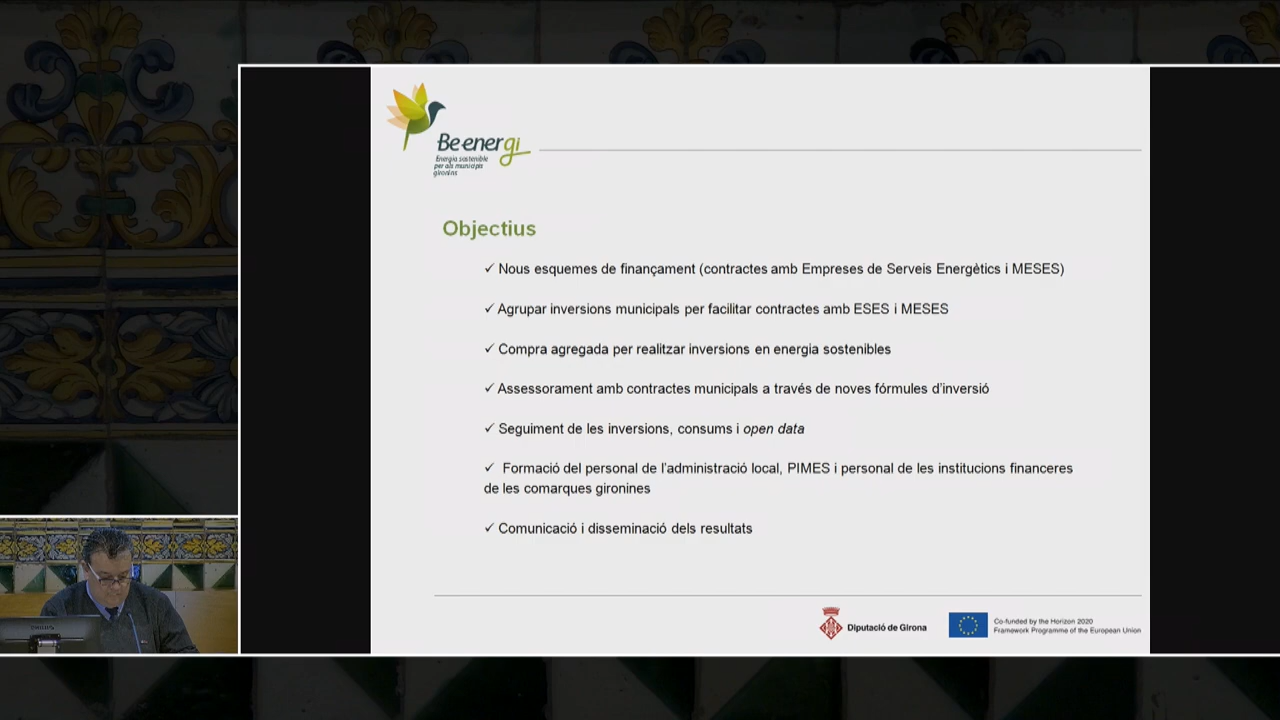 Beenergi
Energia sostenible
per als municipis
gironins
Objectius
✓ Nous esquemes de finançament (contractes amb Empreses de Serveis Energètics i MESES)
✓ Agrupar inversions municipals per facilitar contractes amb ESES i MESES
✓ Compra agregada per realitzar inversions en energia sostenibles
✓ Assessorament amb contractes municipals a través de noves fórmules d'inversió
✓ Seguiment de les inversions, consums i open data
✓ Formació del personal de l'administració local, PIMES i personal de les institucions financeres
de les comarques gironines
✓ Comunicació i disseminació dels resultats
Diputació de Girona
Co-funded by the Horizon 2020
Framework Programme of the European Union
PHILIPS